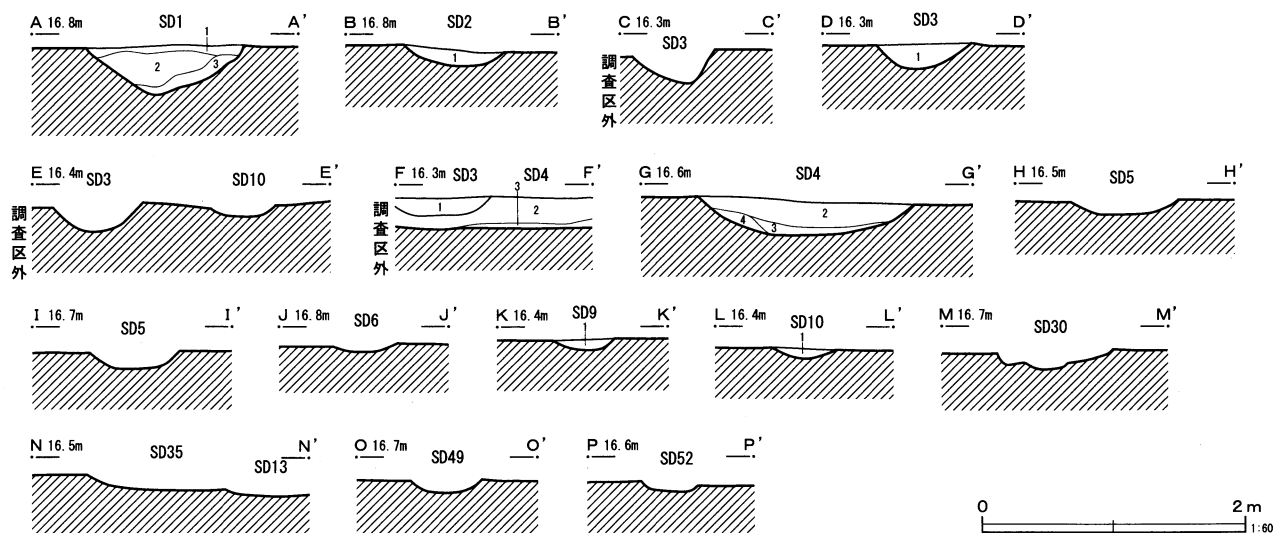 A 16.8m SD1 A'
1
2
3
B 16.8m SD2 B'
1
C 16.3m SD3 C'
調査区外
D 16.3m SD3 D'
1
E 16.4m SD3 SD10 E'
調査区外
F 16.3m SD3 SD4 F'
3
1
2
調査区外
G 16.6m SD4 G'
2
4
3
H 16.5m SD5 H'
I 16.7m SD5 I'
J 16.8m SD6 J'
K 16.4m SD9 K'
1
L 16.4m SD10 L'
1
M 16.7m SD30 M'
N 16.5m SD35 SD13 N'
O 16.7m SD49 O'
P 16.6m SD52 P'
0 2m
1:60